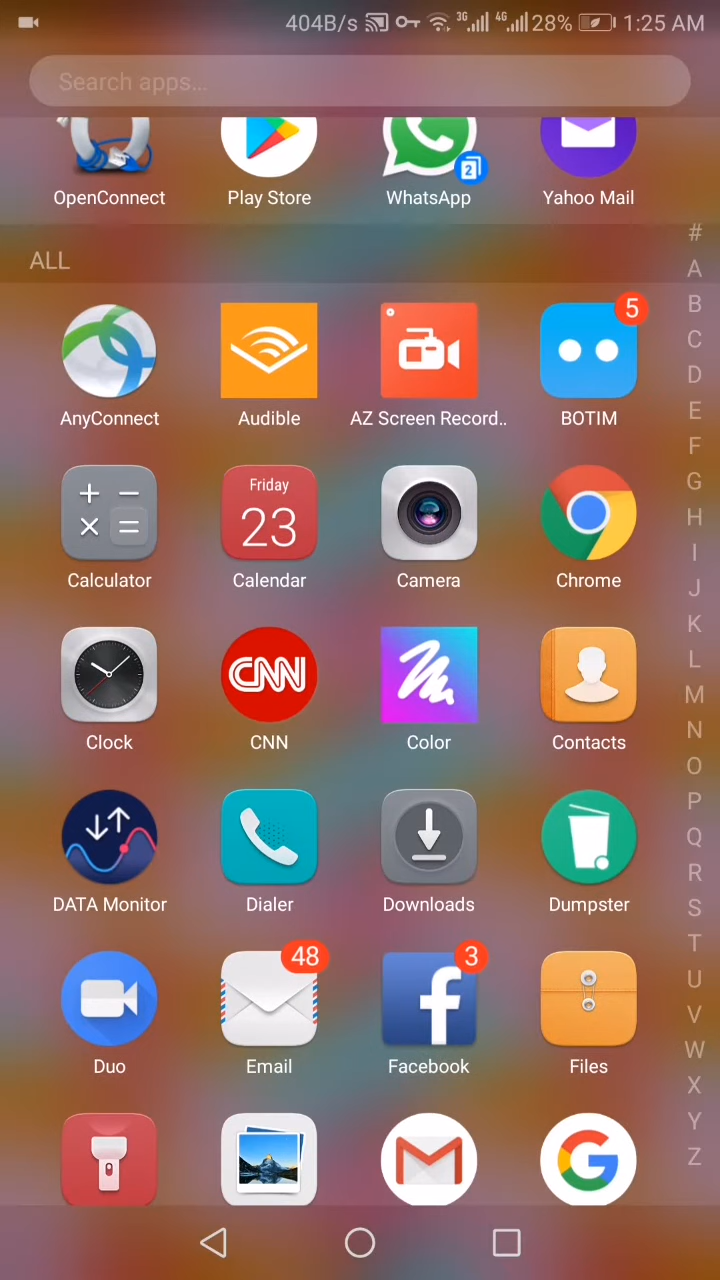 404B/s 3G 4G 28% 1:25 AM
Search apps...
OpenConnect Play Store WhatsApp Yahoo Mail
2
ALL
#
A
B
C
D
E
F
G
H
I
J
K
L
M
N
O
P
Q
R
S
T
U
V
W
X
Y
Z
5
AnyConnect Audible AZ Screen Record.. BOTIM
Friday
23
Calculator Calendar Camera Chrome
CNN
Clock CNN Color Contacts
DATA Monitor Dialer Downloads Dumpster
48 3
Duo Email Facebook Files